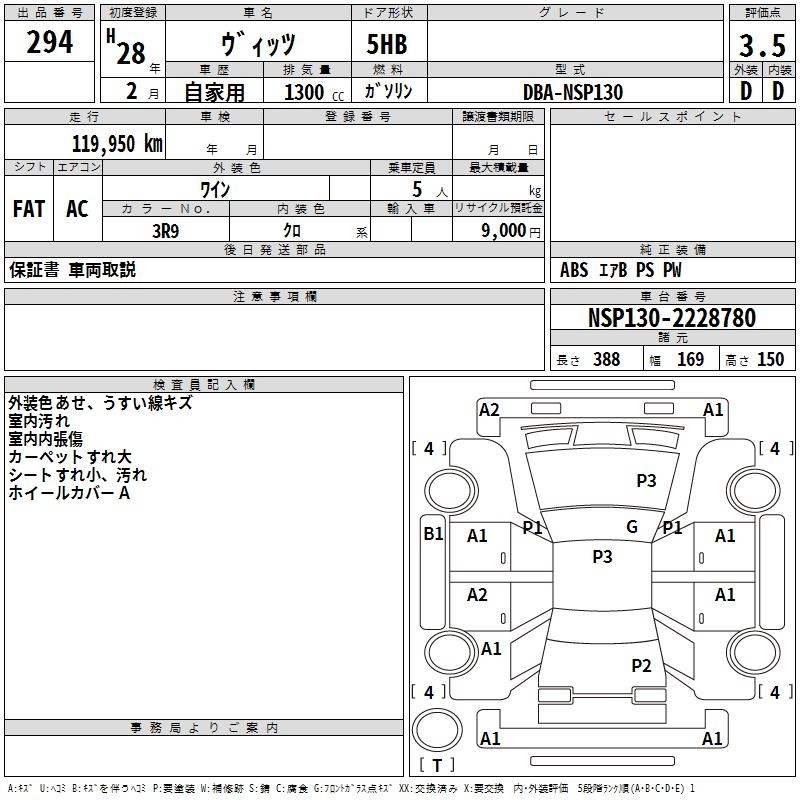 出品番号 初度登録 車名 ドア形状 グレード 評価点
294 H28年 ヴィッツ 5HB 3.5
車歴 排気量 燃料 型式 外装 内装
2月 自家用 1300 CC ガソリン DBA-NSP130 D D
走行 車検 登録番号 譲渡書類期限 セールスポイント
119,950 km 年 月 月 日
シフト エアコン 外装色 乗車定員 最大積載量
FAT AC ワイン 5人 kg
カラーNo. 内装色 輸入車 リサイクル預託金
3R9 クロ 系 9,000円
後日発送部品 純正装備
保証書 車両取説 ABS エアB PS PW
注意事項欄 車台番号
NSP130-2228780
諸元
長さ 388 幅 169 高さ 150
検査員記入欄
外装色あせ、うすい線キズ
室内汚れ
室内内張傷
カーペットすれ大
シートすれ小、汚れ
ホイールカバーA
A2 A1
[4] [4]
P3
B1 A1 P1 G P1 A1
P3
A2 A1
A1
P2
[4] [4]
A1 A1
[T]
事務局よりご案内
A:キズ U:ヘコミ B:キズを伴うヘコミ P:要塗装 W:補修跡 S:錆 C:腐食 G:フロントガラス点キズ XX:交換済み X:要交換 内・外装評価 5段階ランク順(A・B・C・D・E) 1